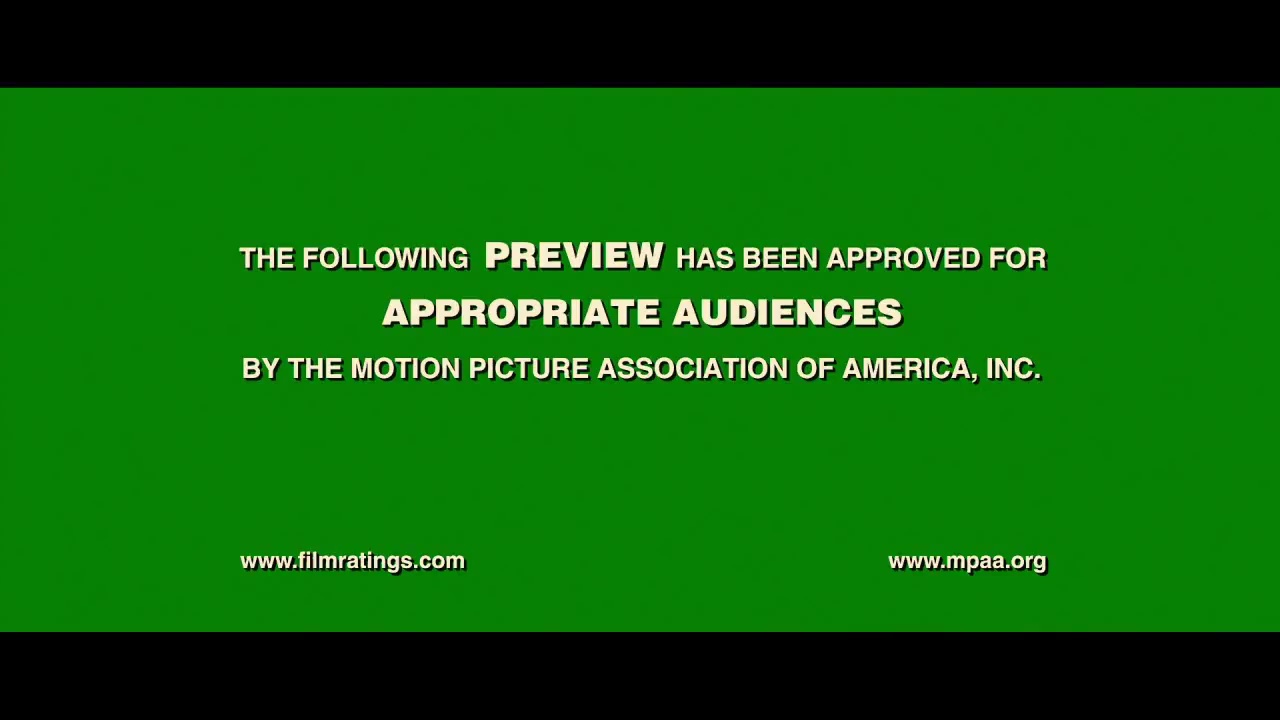 THE FOLLOWING PREVIEW HAS BEEN APPROVED FOR
APPROPRIATE AUDIENCES
BY THE MOTION PICTURE ASSOCIATION OF AMERICA, INC.
www.filmratings.com www.mpaa.org